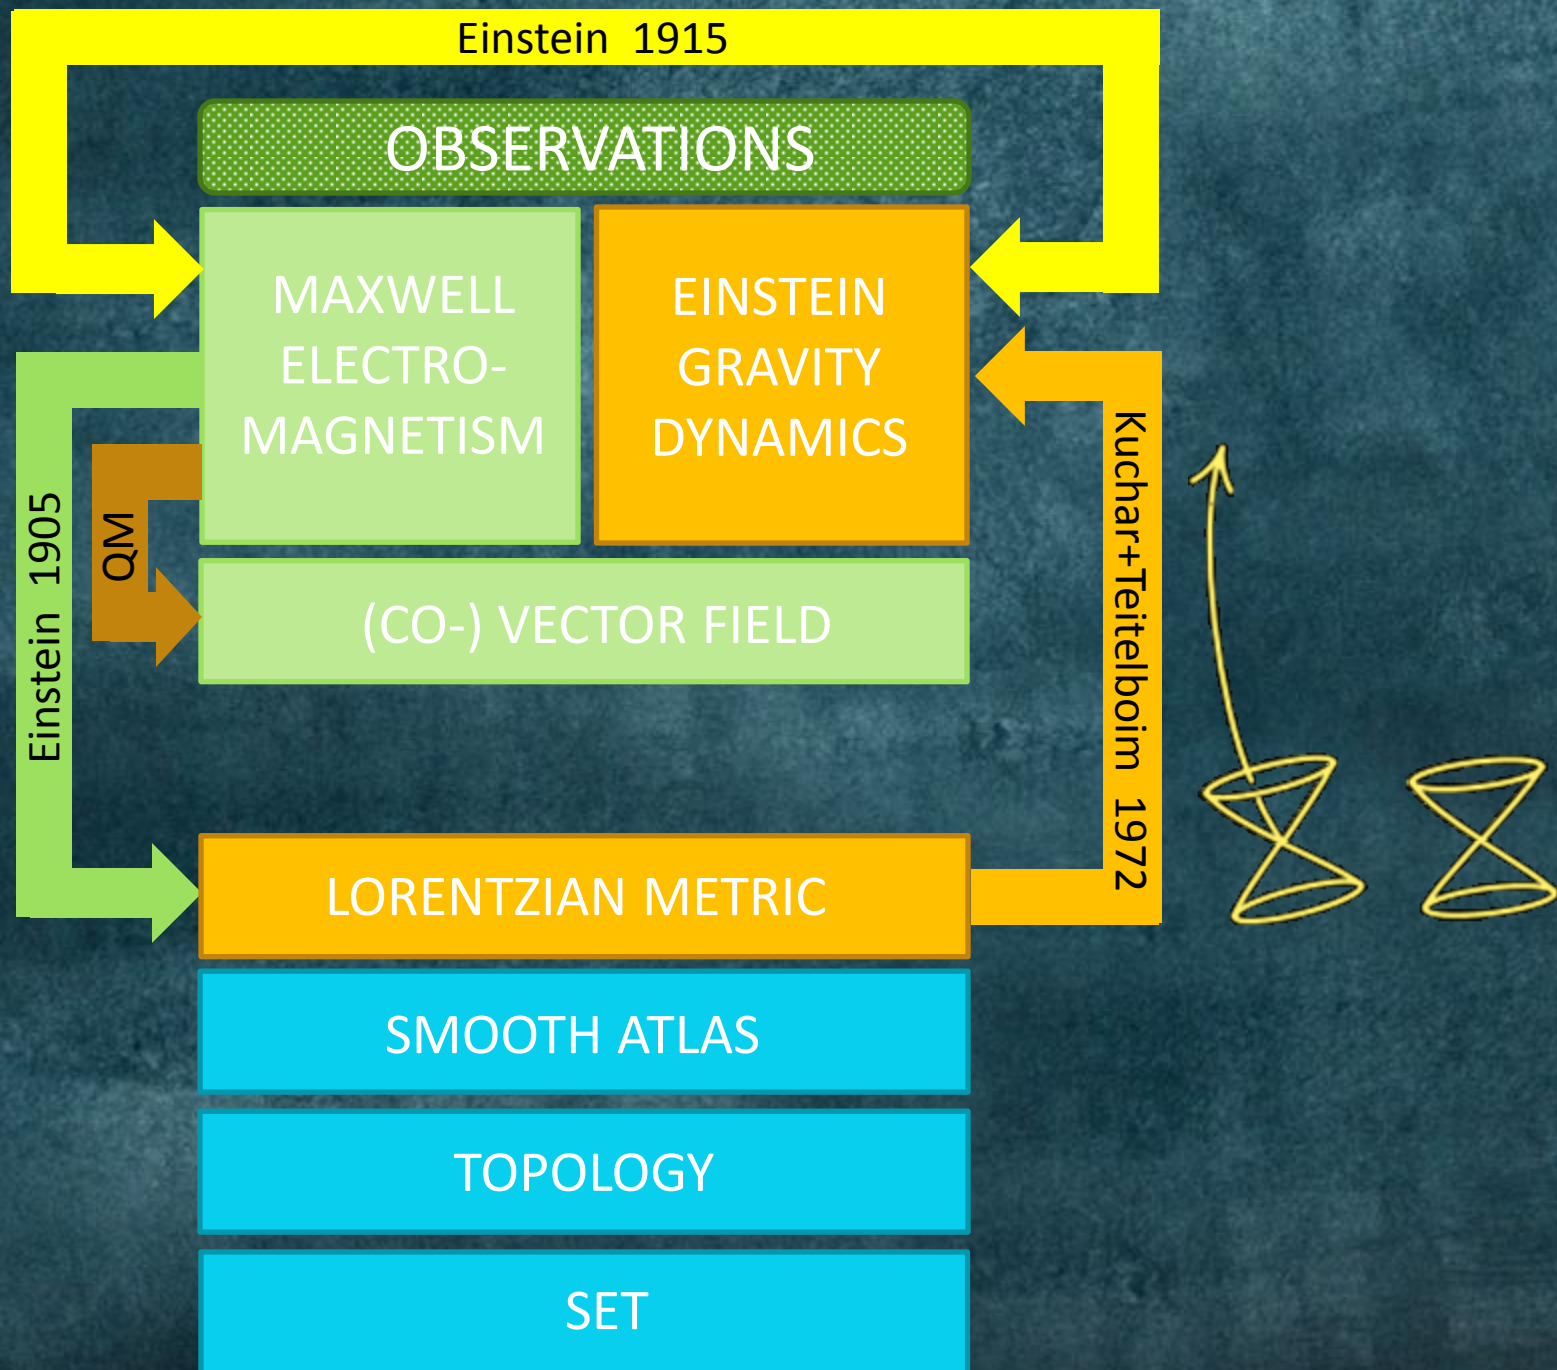 Einstein 1915
OBSERVATIONS
MAXWELL
ELECTRO-
MAGNETISM
EINSTEIN
GRAVITY
DYNAMICS
Einstein 1905
QM
Kuchar+Teitelboim 1972
(CO-) VECTOR FIELD
LORENTZIAN METRIC
SMOOTH ATLAS
TOPOLOGY
SET